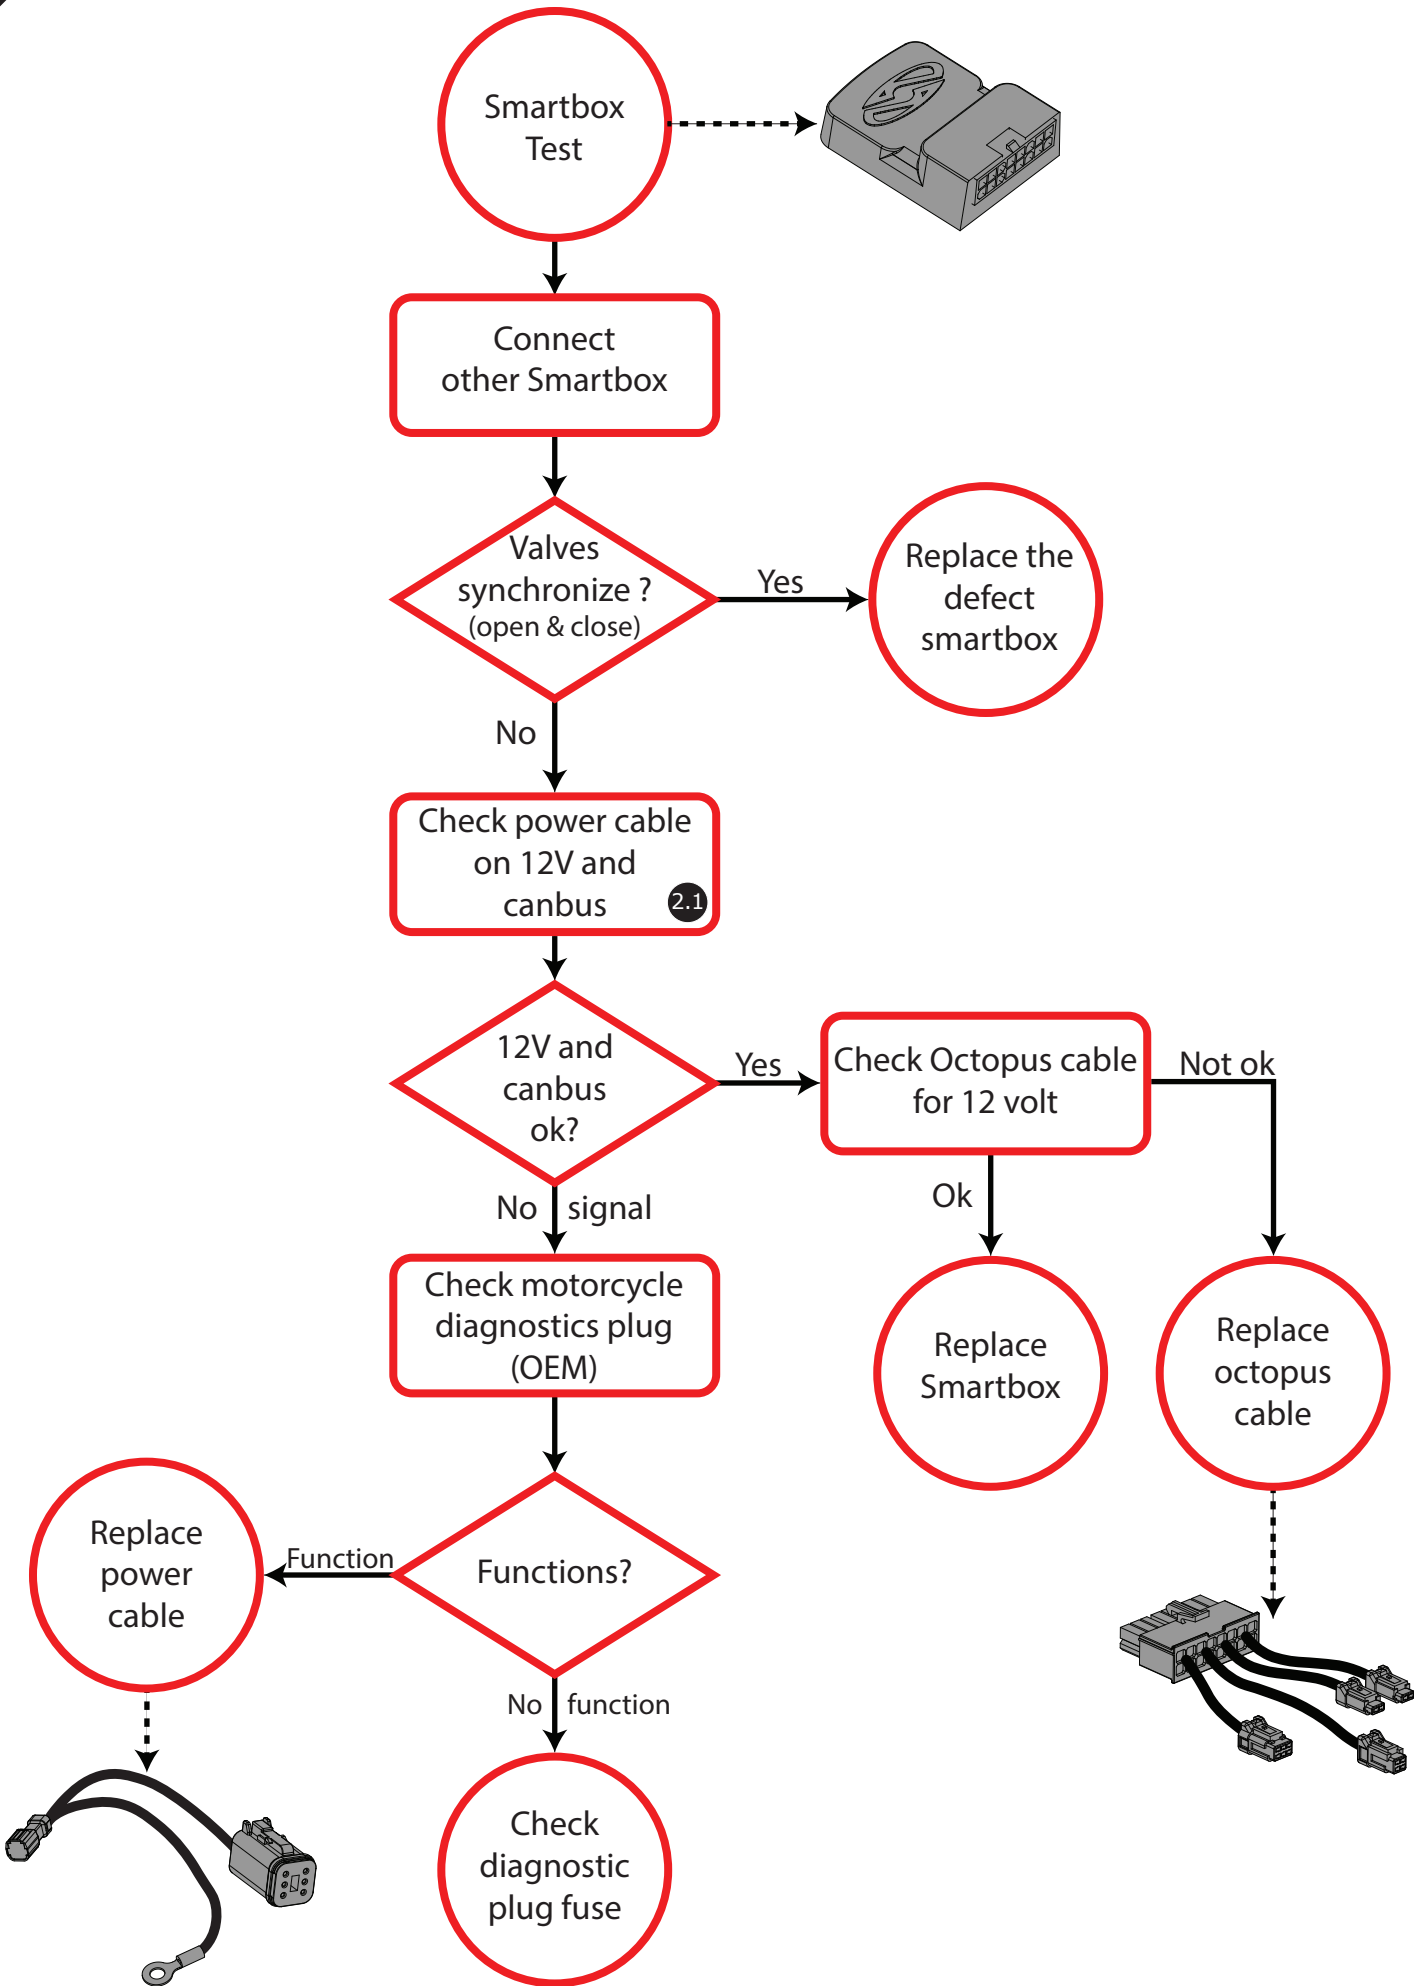 Smartbox
Test
Connect
other Smartbox
Valves
synchronize ?
(open & close)
Yes
Replace the
defect
smartbox
No
Check power cable
on 12V and
canbus
2.1
12V and
canbus
ok?
Yes
Check Octopus cable
for 12 volt
Not ok
Ok
No signal
Check motorcycle
diagnostics plug
(OEM)
Replace
Smartbox
Replace
octopus
cable
Replace
power
cable
Function
Functions?
No function
Check
diagnostic
plug fuse